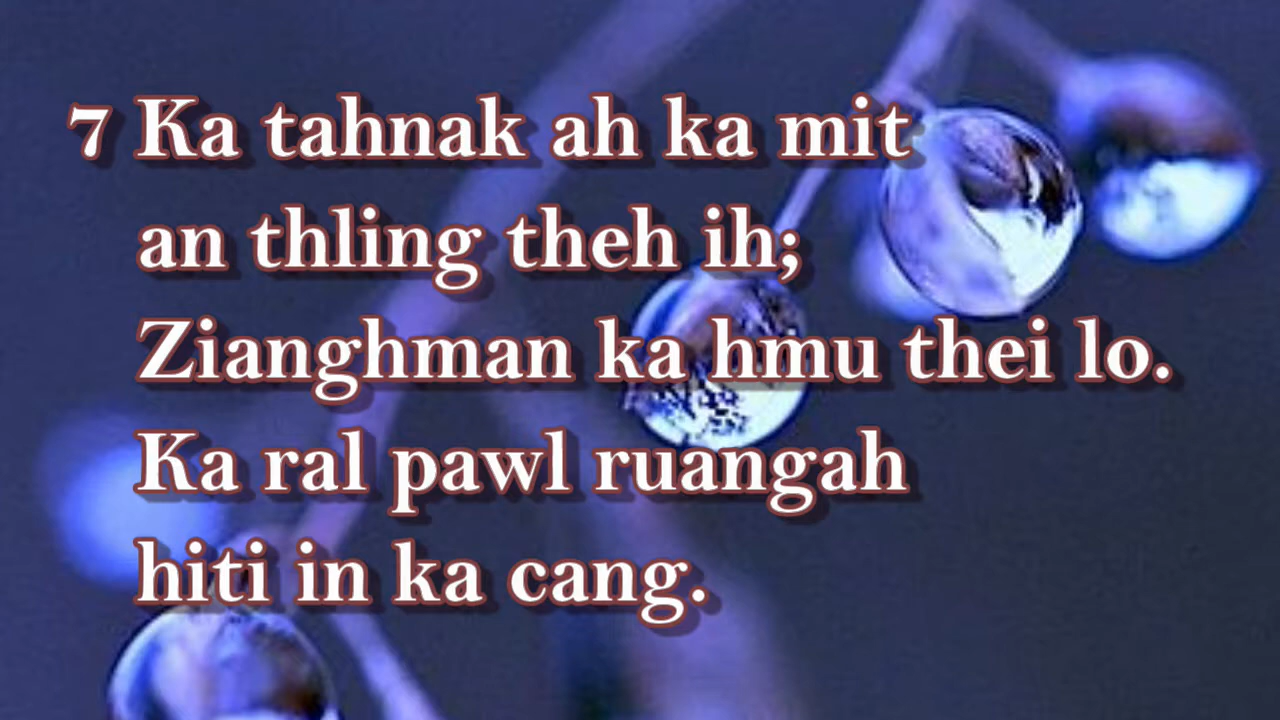 7 Ka tahnak ah ka mit
an thling theh ih;
Zianghman ka hmu thei lo.
Ka ral pawl ruangah
hiti in ka cang.